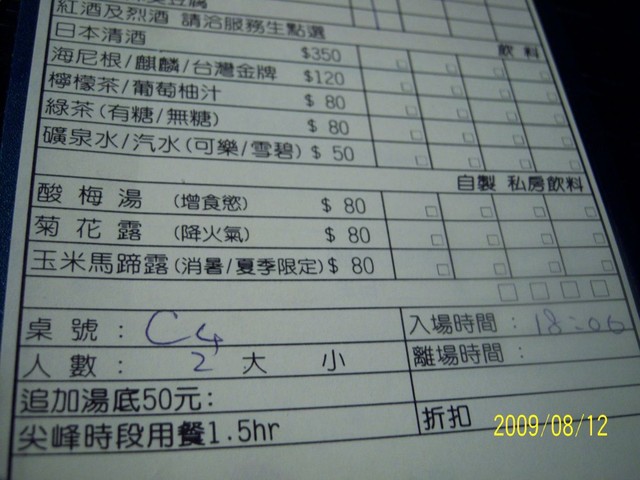 紅酒及烈酒 請洽服務生點選
飲料
日本清酒 $350
海尼根/麒麟/台灣金牌 $120
檸檬茶/葡萄柚汁 $ 80
綠茶(有糖/無糖) $ 80
礦泉水/汽水(可樂/雪碧) $ 50
自製 私房飲料
酸梅湯 (增食慾) $ 80
菊花露 (降火氣) $ 80
玉米馬蹄露(消暑/夏季限定)$ 80
桌號: C4 入場時間: 18:06
人數: 2 大 小 離場時間:
追加湯底50元:
尖峰時段用餐1.5hr 折扣
2009/08/12